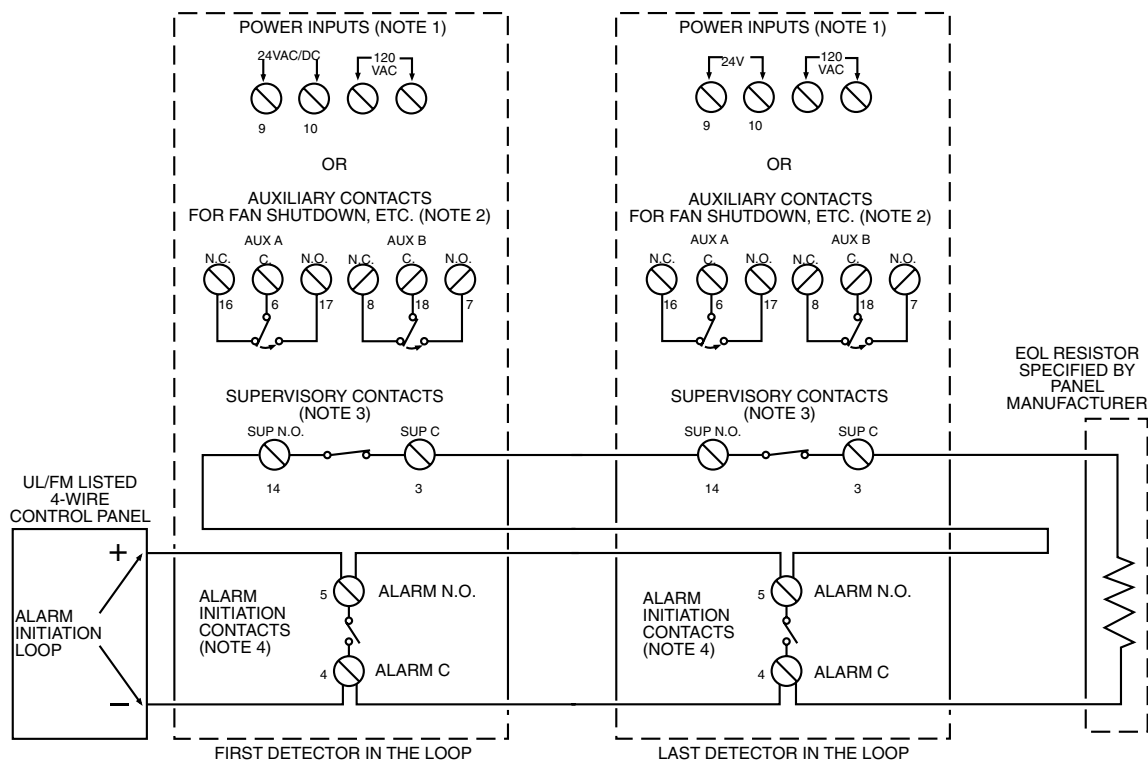 POWER INPUTS (NOTE 1)
24VAC/DC
120
VAC
9 10
OR
AUXILIARY CONTACTS
FOR FAN SHUTDOWN, ETC. (NOTE 2)
AUX A AUX B
N.C. C. N.O. N.C. C. N.O.
16 6 17 8 18 7
SUPERVISORY CONTACTS
(NOTE 3)
SUP N.O. SUP C
14 3
POWER INPUTS (NOTE 1)
24V
120
VAC
9 10
OR
AUXILIARY CONTACTS
FOR FAN SHUTDOWN, ETC. (NOTE 2)
AUX A AUX B
N.C. C. N.O. N.C. C. N.O.
16 6 17 8 18 7
SUPERVISORY CONTACTS
(NOTE 3)
SUP N.O. SUP C
14 3
EOL RESISTOR
SPECIFIED BY
PANEL
MANUFACTURER
UL/FM LISTED
4-WIRE
CONTROL PANEL
+
ALARM
INITIATION
LOOP
–
ALARM
INITIATION
CONTACTS
(NOTE 4)
5 ALARM N.O.
4 ALARM C
FIRST DETECTOR IN THE LOOP
ALARM
INITIATION
CONTACTS
(NOTE 4)
5 ALARM N.O.
4 ALARM C
LAST DETECTOR IN THE LOOP